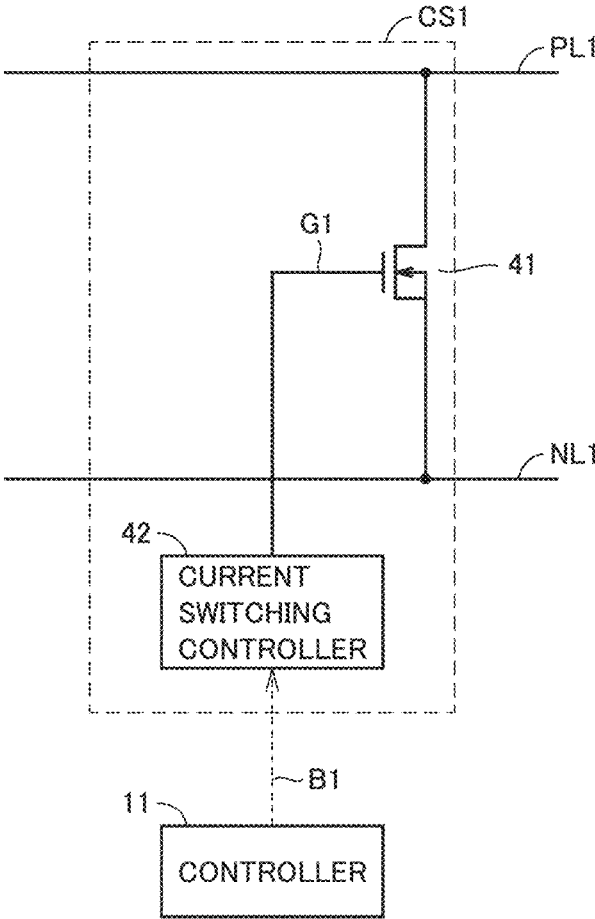 CS1
PL1
G1
41
NL1
42
CURRENT
SWITCHING
CONTROLLER
B1
11
CONTROLLER